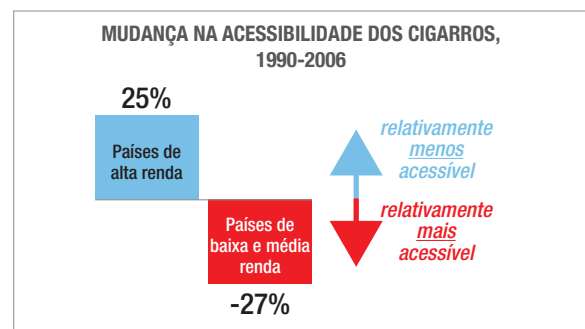 MUDANÇA NA ACESSIBILIDADE DOS CIGARROS,
1990-2006
25%
Países de
alta renda
relativamente
menos
acessível
Países de
baixa e média
renda
relativamente
mais
acessível
-27%